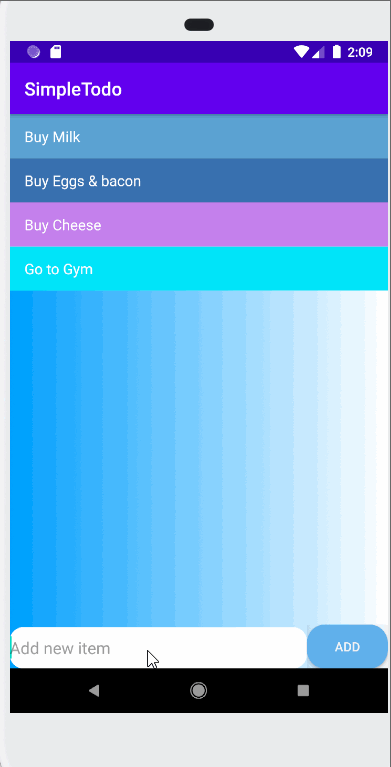 2:09
SimpleTodo
Buy Milk
Buy Eggs & bacon
Buy Cheese
Go to Gym
Add new item
ADD